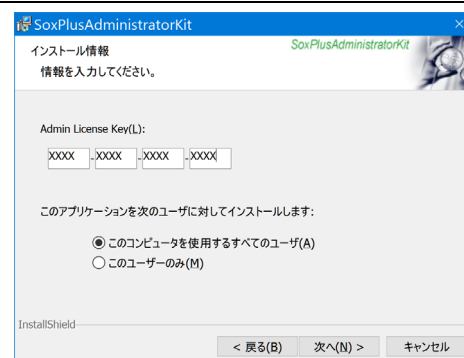 SoxPlusAdministratorKit
インストール情報
SoxPlusAdministratorKit
情報を入力してください。
Admin License Key(L):
XXXX - XXXX - XXXX - XXXX
このアプリケーションを次のユーザに対してインストールします:
このコンピュータを使用するすべてのユーザ(A)
このユーザーのみ(M)
InstallShield
< 戻る(B)
次へ(N) >
キャンセル